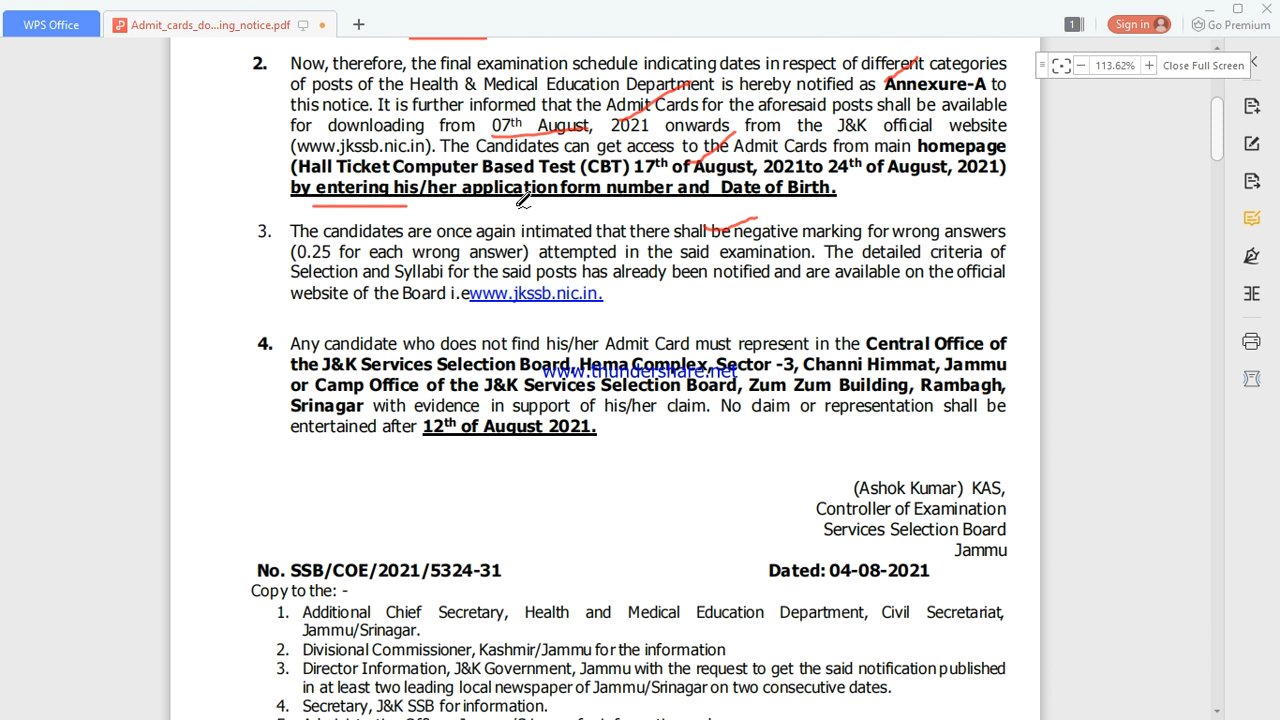 WPS Office
Admit_cards_do...ing_notice.pdf
1
Sign in
Go Premium
113.62%
Close Full Screen
2. Now, therefore, the final examination schedule indicating dates in respect of different categories
of posts of the Health & Medical Education Department is hereby notified as Annexure-A to
this notice. It is further informed that the Admit Cards for the aforesaid posts shall be available
for downloading from 07th August, 2021 onwards from the J&K official website
(www.jkssb.nic.in). The Candidates can get access to the Admit Cards from main homepage
(Hall Ticket Computer Based Test (CBT) 17th of August, 2021to 24th of August, 2021)
by entering his/her application form number and Date of Birth.
3. The candidates are once again intimated that there shall be negative marking for wrong answers
(0.25 for each wrong answer) attempted in the said examination. The detailed criteria of
Selection and Syllabi for the said posts has already been notified and are available on the official
website of the Board i.ewww.jkssb.nic.in.
4. Any candidate who does not find his/her Admit Card must represent in the Central Office of
the J&K Services Selection Board, Hema Complex, Sector -3, Channi Himmat, Jammu
www.thundershare.net
or Camp Office of the J&K Services Selection Board, Zum Zum Building, Rambagh,
Srinagar with evidence in support of his/her claim. No claim or representation shall be
entertained after 12th of August 2021.
(Ashok Kumar) KAS,
Controller of Examination
Services Selection Board
Jammu
No. SSB/COE/2021/5324-31 Dated: 04-08-2021
Copy to the: -
1. Additional Chief Secretary, Health and Medical Education Department, Civil Secretariat,
Jammu/Srinagar.
2. Divisional Commissioner, Kashmir/Jammu for the information
3. Director Information, J&K Government, Jammu with the request to get the said notification published
in at least two leading local newspaper of Jammu/Srinagar on two consecutive dates.
4. Secretary, J&K SSB for information.